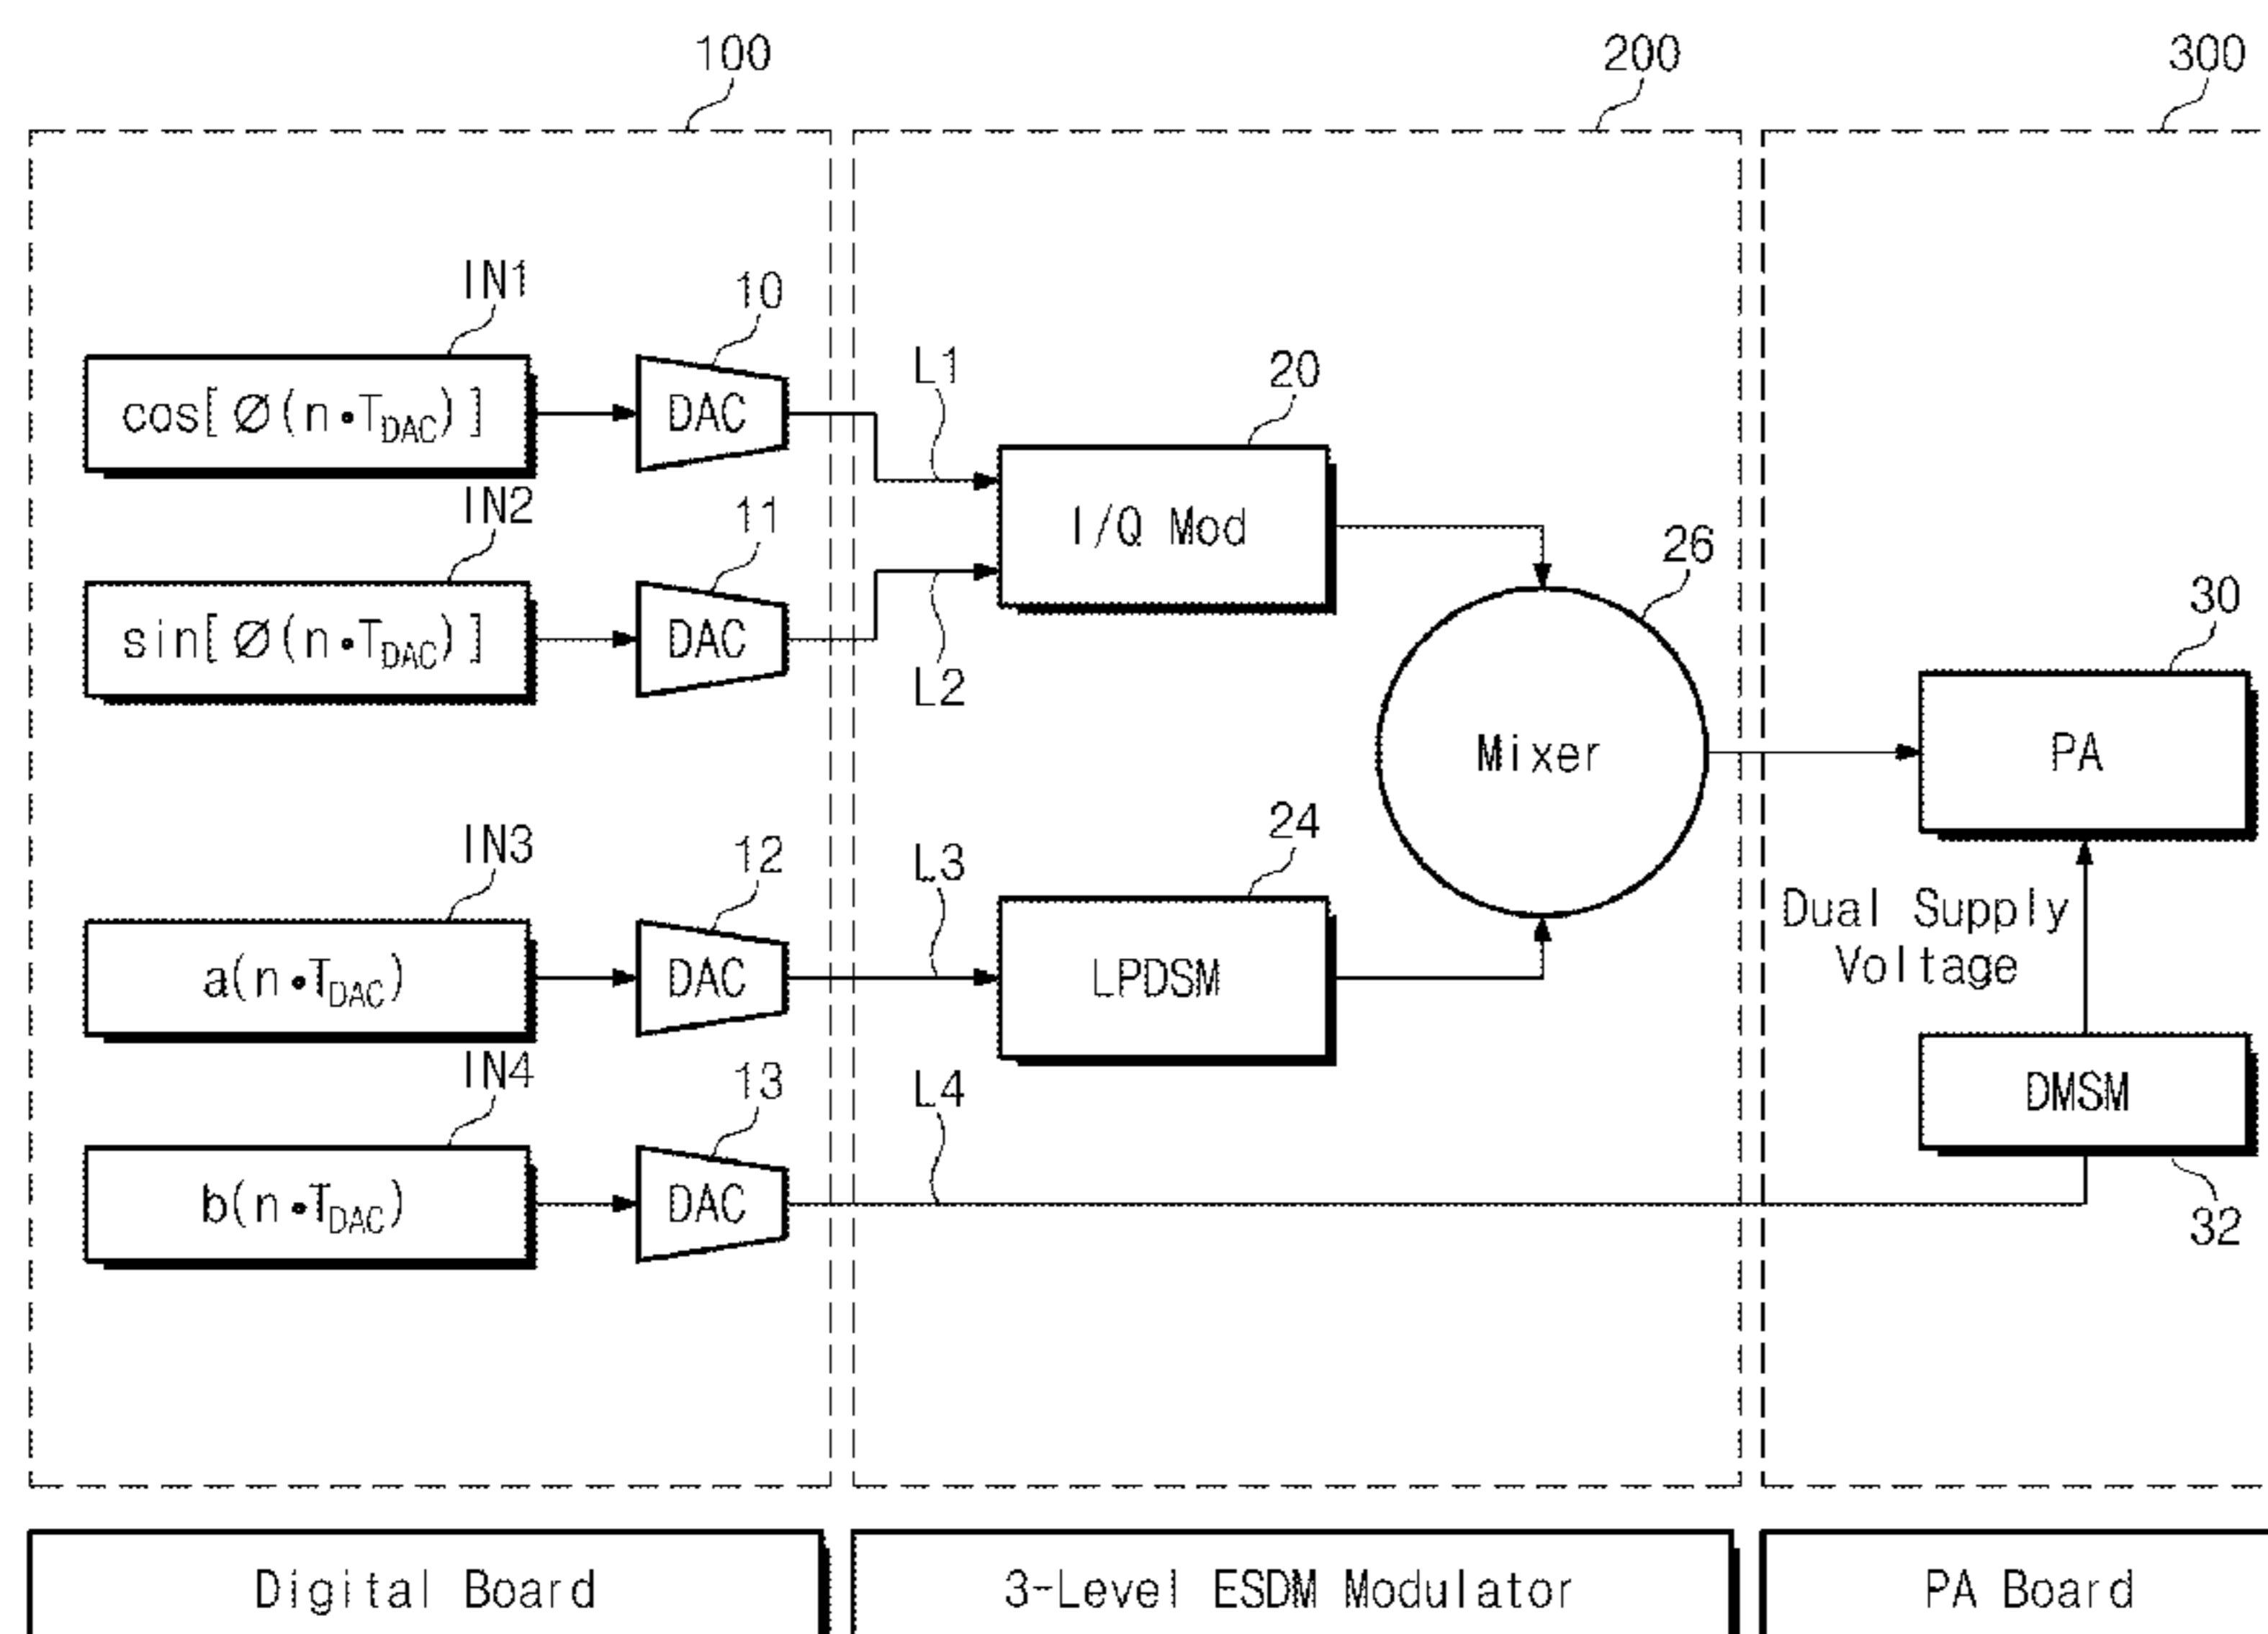 100
200
300
IN1
10
cos[Ø(n•T_DAC)]
DAC
L1
20
I/Q Mod
IN2
11
sin[Ø(n•T_DAC)]
DAC
L2
26
Mixer
30
PA
IN3
12
a(n•T_DAC)
DAC
L3
24
LPDSM
Dual Supply
Voltage
IN4
13
b(n•T_DAC)
DAC
L4
DMSM
32
Digital Board
3-Level ESDM Modulator
PA Board